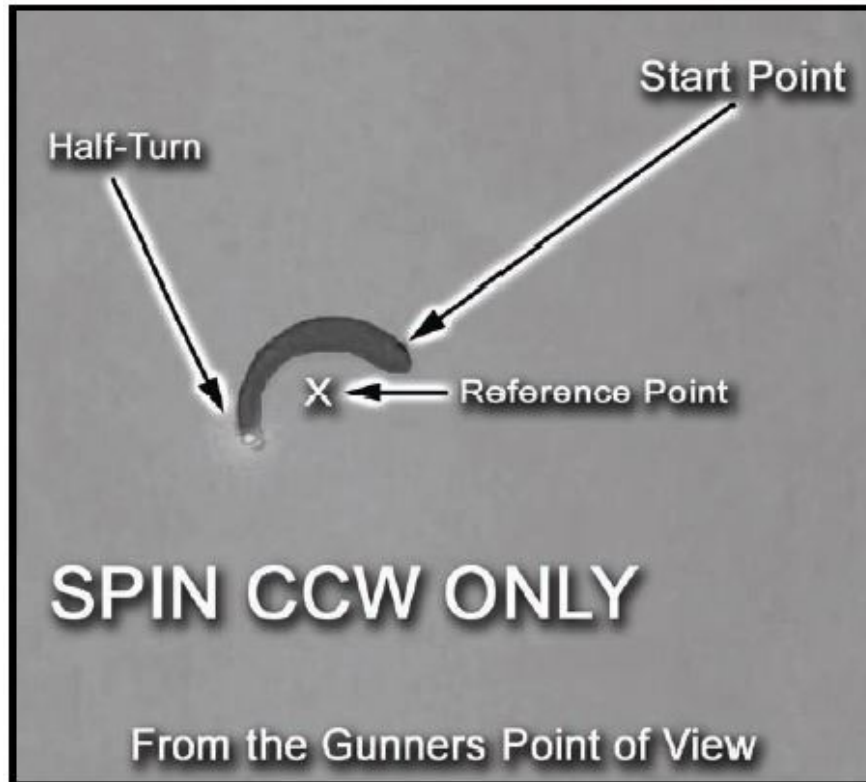 Start Point
Half-Turn
X
Reference Point
SPIN CCW ONLY
From the Gunners Point of View